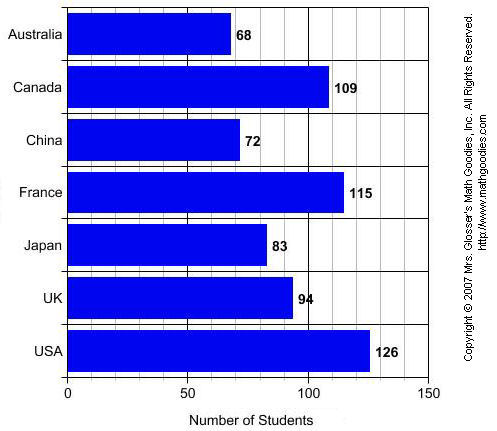 Australia
68
Canada
109
China
72
France
115
Japan
83
UK
94
USA
126
0 50 100 150
Number of Students
Copyright © 2007 Mrs. Glosser's Math Goodies, Inc. All Rights Reserved.
http://www.mathgoodies.com